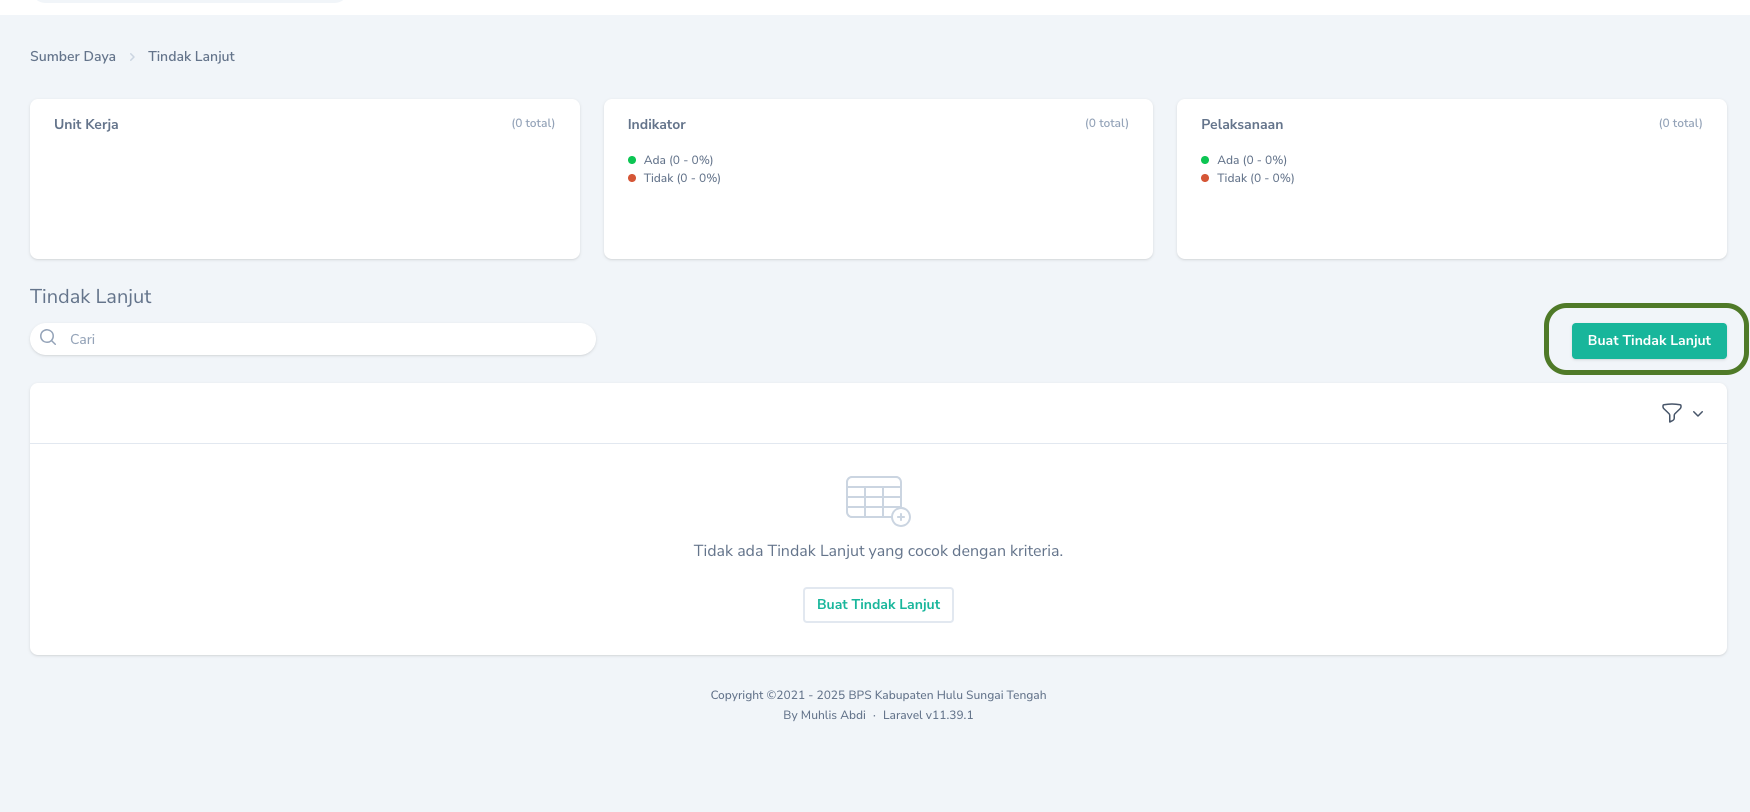 Sumber Daya > Tindak Lanjut
Unit Kerja (0 total)
Indikator (0 total)
Ada (0 - 0%)
Tidak (0 - 0%)
Pelaksanaan (0 total)
Ada (0 - 0%)
Tidak (0 - 0%)
Tindak Lanjut
Cari
Buat Tindak Lanjut
Tidak ada Tindak Lanjut yang cocok dengan kriteria.
Buat Tindak Lanjut
Copyright ©2021 - 2025 BPS Kabupaten Hulu Sungai Tengah
By Muhlis Abdi · Laravel v11.39.1